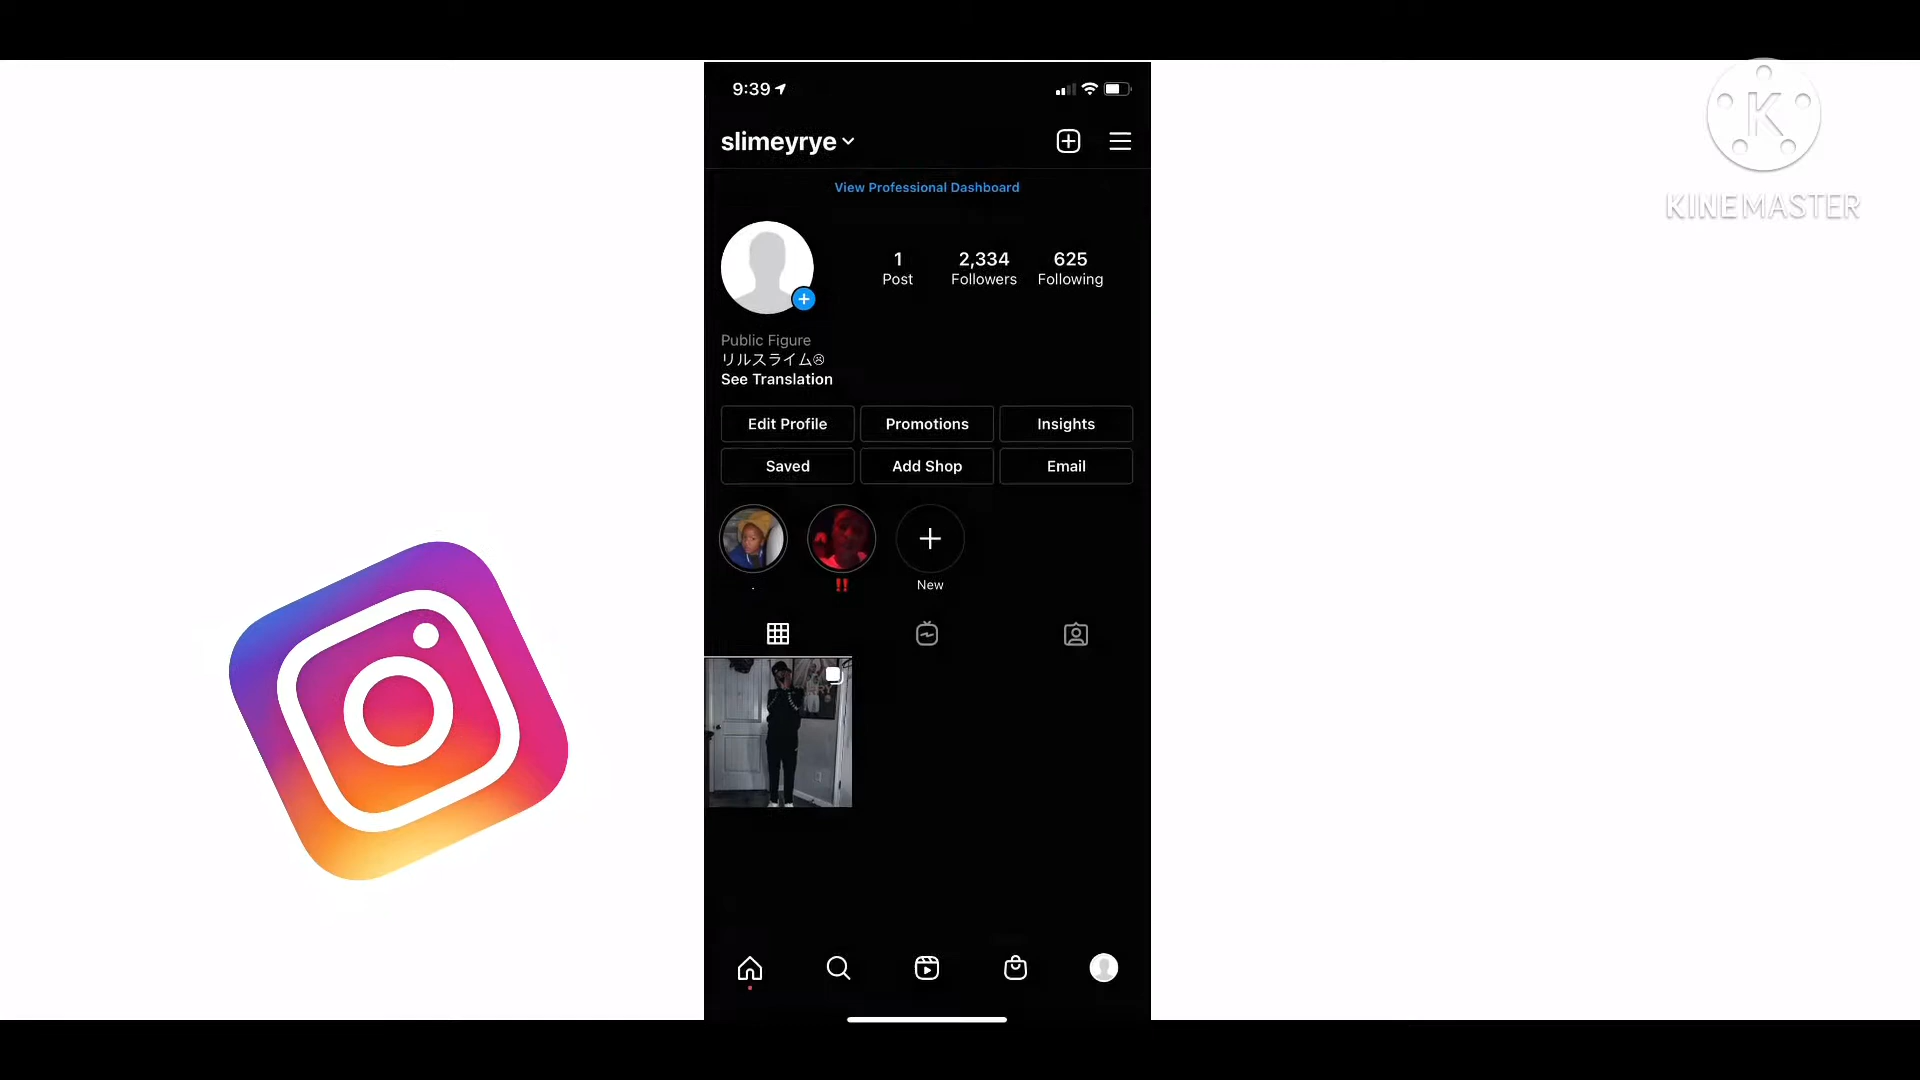 9:39
slimeyrye
KINEMASTER
View Professional Dashboard
1 2,334 625
Post Followers Following
Public Figure
リルスライム☹
See Translation
Edit Profile Promotions Insights
Saved Add Shop Email
. ‼ New